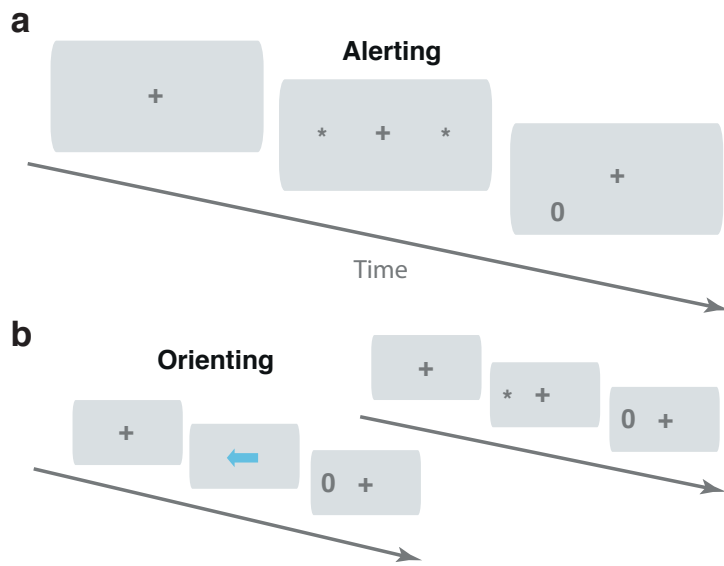 a
Alerting
+
* + *
+
0
Time
b
Orienting
+
* +
0 +
+
0 +